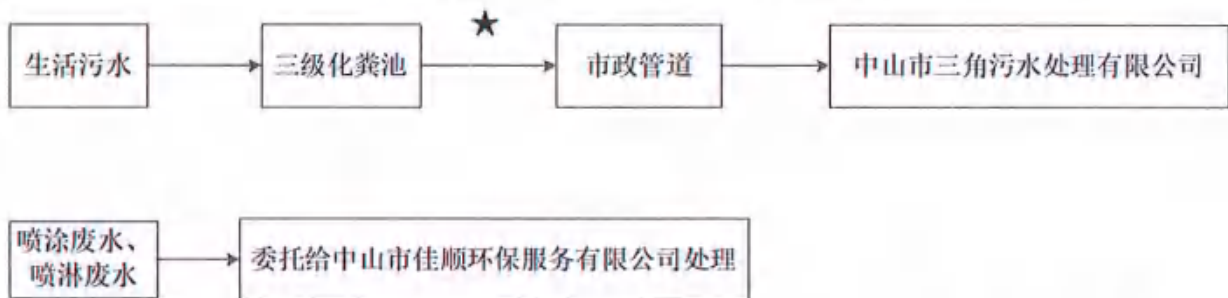 ★
生活污水
三级化粪池
市政管道
中山市三角污水处理有限公司
喷涂废水、
喷淋废水
委托给中山市佳顺环保服务有限公司处理